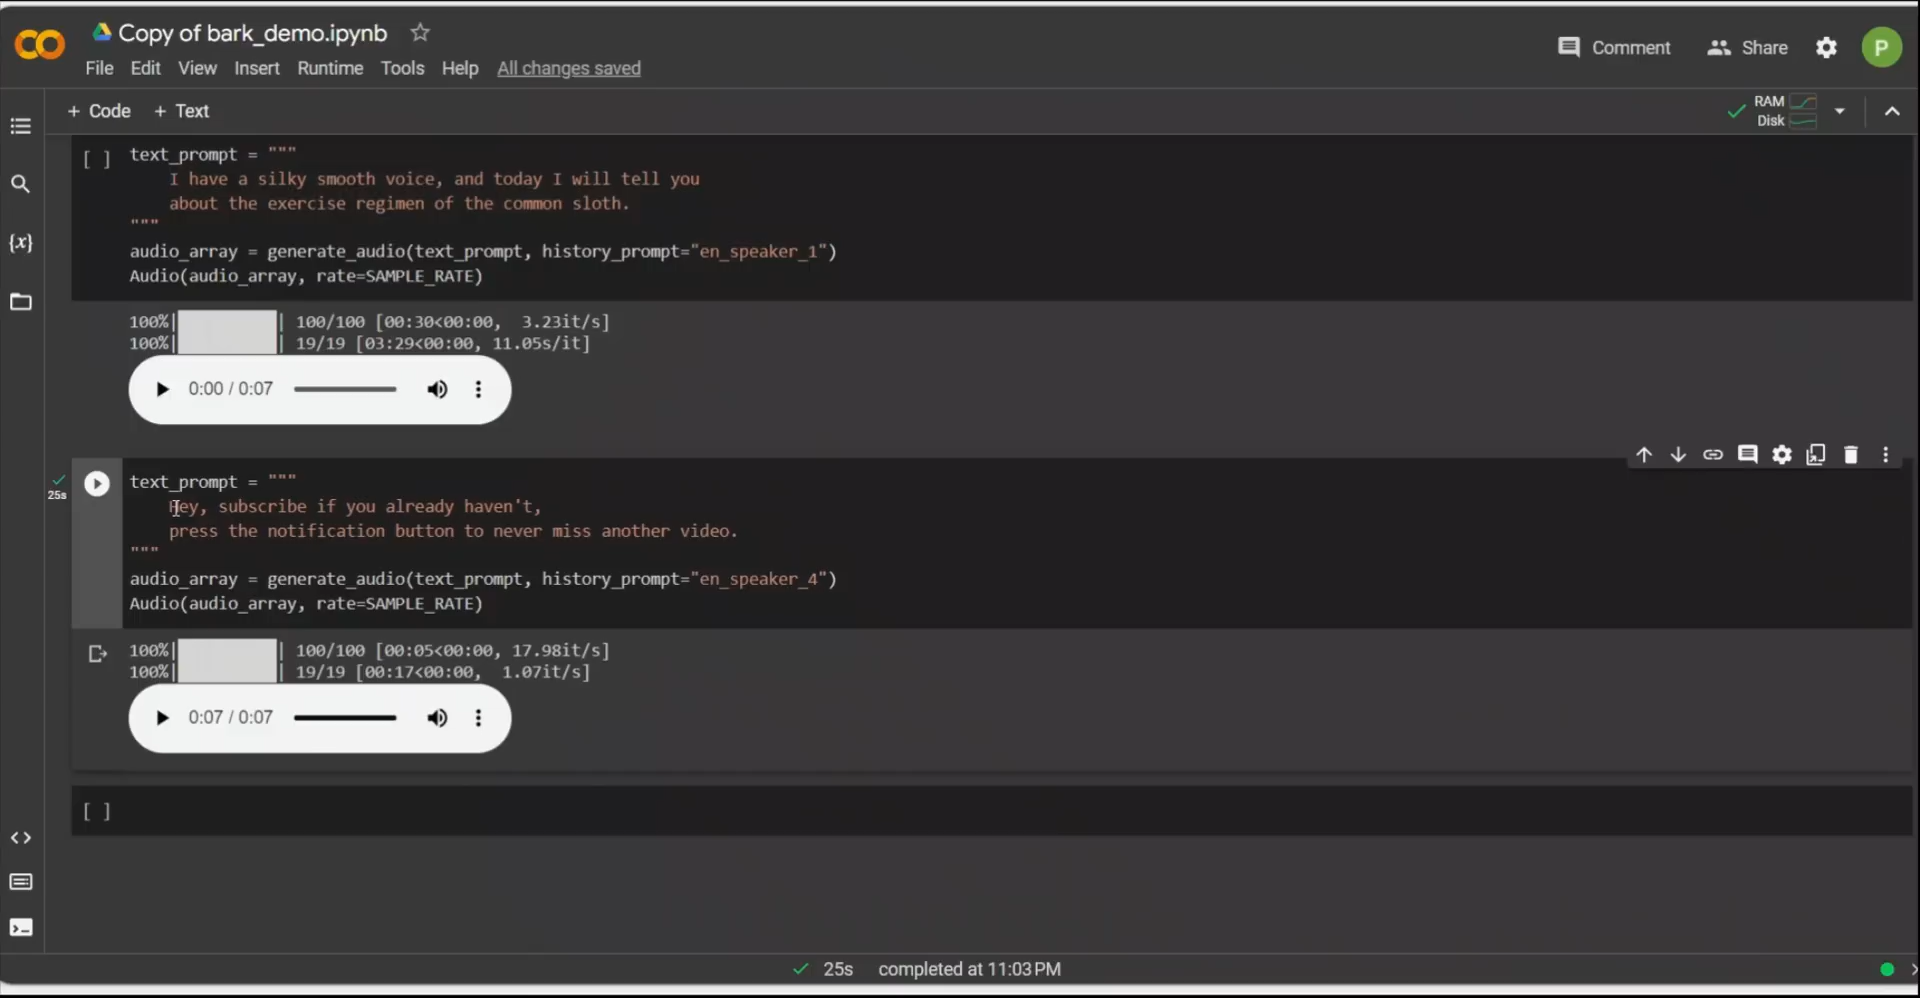 Copy of bark_demo.ipynb
Comment
Share
P
File Edit View Insert Runtime Tools Help All changes saved
+ Code + Text
RAM
Disk
{x}
[ ] text_prompt = """
I have a silky smooth voice, and today I will tell you
about the exercise regimen of the common sloth.
"""
audio_array = generate_audio(text_prompt, history_prompt="en_speaker_1")
Audio(audio_array, rate=SAMPLE_RATE)
100%| | 100/100 [00:30<00:00, 3.23it/s]
100%| | 19/19 [03:29<00:00, 11.05s/it]
0:00 / 0:07
25s
text_prompt = """
Hey, subscribe if you already haven't,
press the notification button to never miss another video.
"""
audio_array = generate_audio(text_prompt, history_prompt="en_speaker_4")
Audio(audio_array, rate=SAMPLE_RATE)
100%| | 100/100 [00:05<00:00, 17.98it/s]
100%| | 19/19 [00:17<00:00, 1.07it/s]
0:07 / 0:07
[ ]
25s completed at 11:03 PM